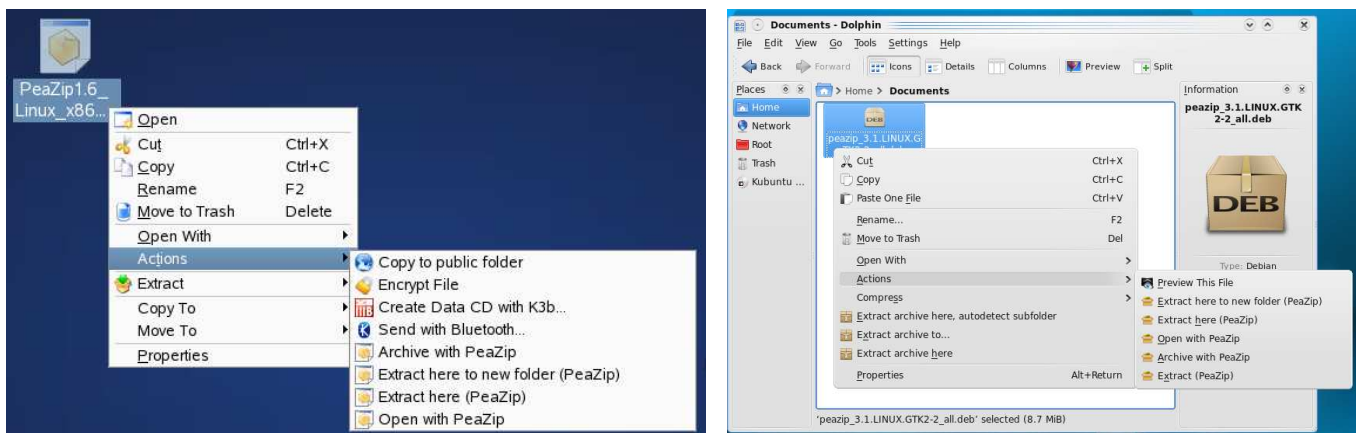 PeaZip1.6_
Linux_x86...
Open
Cut Ctrl+X
Copy Ctrl+C
Rename F2
Move to Trash Delete
Open With
Actions
Extract
Copy To
Move To
Properties
Copy to public folder
Encrypt File
Create Data CD with K3b...
Send with Bluetooth...
Archive with PeaZip
Extract here to new folder (PeaZip)
Extract here (PeaZip)
Open with PeaZip
Documents - Dolphin
File Edit View Go Tools Settings Help
Back Forward Icons Details Columns Preview Split
Places
Home
Network
Root
Trash
Kubuntu ...
Home > Documents
DEB
peazip_3.1.LINUX.G
Cut Ctrl+X
Copy Ctrl+C
Paste One File Ctrl+V
Rename... F2
Move to Trash Del
Open With
Actions
Compress
Extract archive here, autodetect subfolder
Extract archive to...
Extract archive here
Properties Alt+Return
Preview This File
Extract here to new folder (PeaZip)
Extract here (PeaZip)
Open with PeaZip
Archive with PeaZip
Extract (PeaZip)
Information
peazip_3.1.LINUX.GTK
2-2_all.deb
DEB
Type: Debian
'peazip_3.1.LINUX.GTK2-2_all.deb' selected (8.7 MiB)